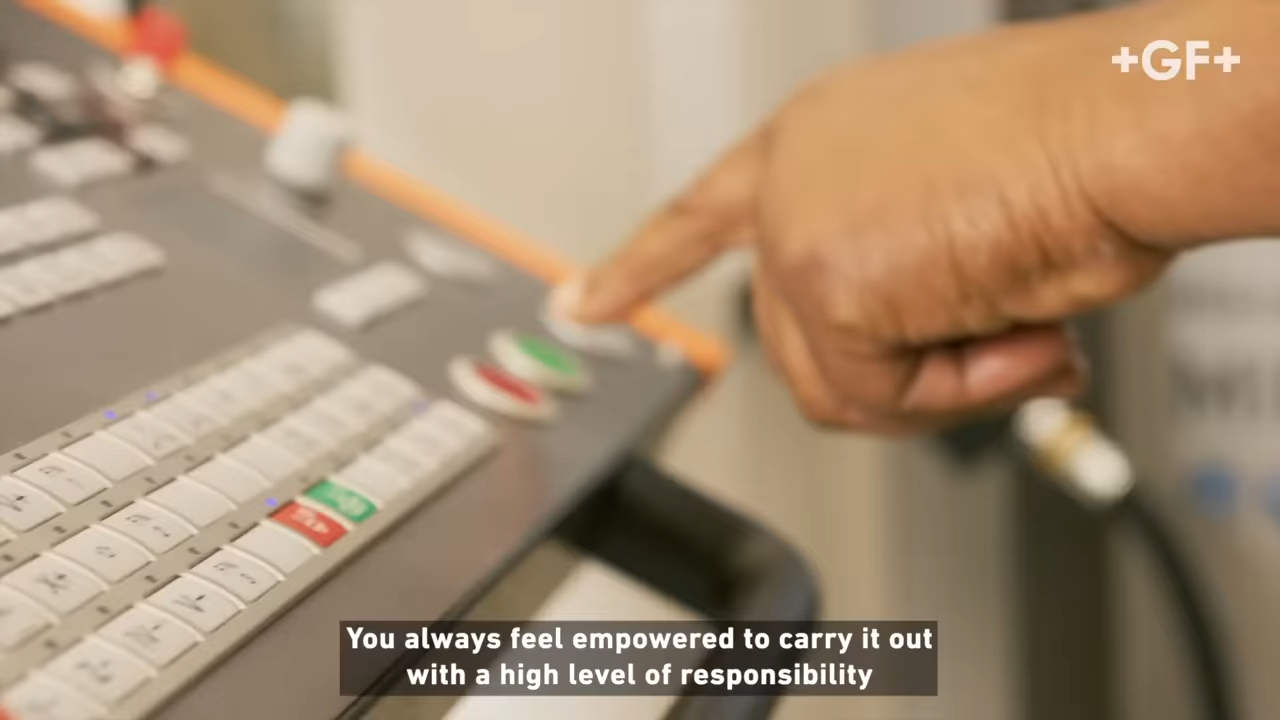 +GF+
You always feel empowered to carry it out
with a high level of responsibility